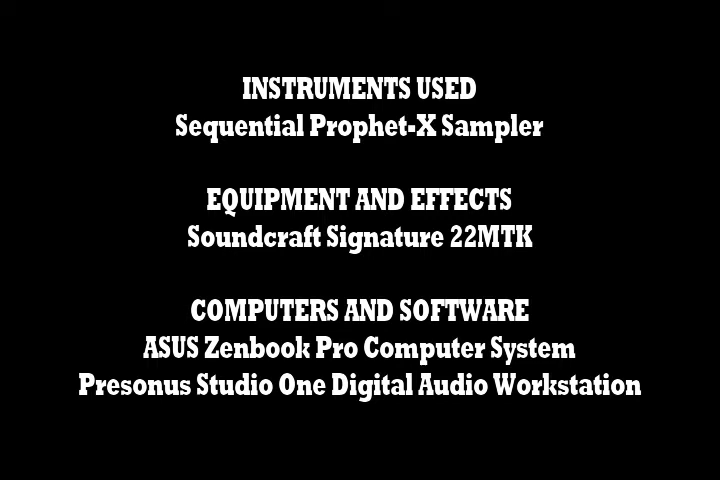 INSTRUMENTS USED
Sequential Prophet-X Sampler
EQUIPMENT AND EFFECTS
Soundcraft Signature 22MTK
COMPUTERS AND SOFTWARE
ASUS Zenbook Pro Computer System
Presonus Studio One Digital Audio Workstation